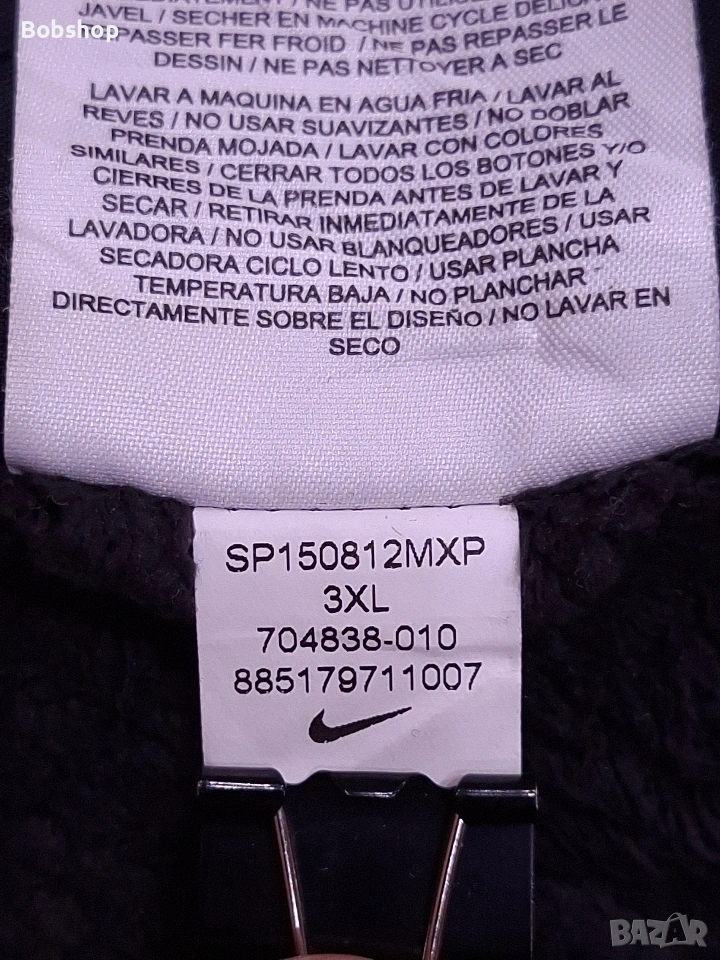 Bobshop
NE PAS
JAVEL / SECHER EN MACHINE CYCLE
REPASSER FER FROID / NE PAS REPASSER LE
DESSIN / NE PAS NETTOYER A SEC
LAVAR A MAQUINA EN AGUA FRIA / LAVAR AL
REVES / NO USAR SUAVIZANTES / NO DOBLAR
PRENDA MOJADA / LAVAR CON COLORES
SIMILARES / CERRAR TODOS LOS BOTONES Y/O
CIERRES DE LA PRENDA ANTES DE LAVAR Y
SECAR / RETIRAR INMEDIATAMENTE DE LA
LAVADORA / NO USAR BLANQUEADORES / USAR
SECADORA CICLO LENTO / USAR PLANCHA
TEMPERATURA BAJA / NO PLANCHAR
DIRECTAMENTE SOBRE EL DISEÑO / NO LAVAR EN
SECO
SP150812MXP
3XL
704838-010
885179711007
BAZAR